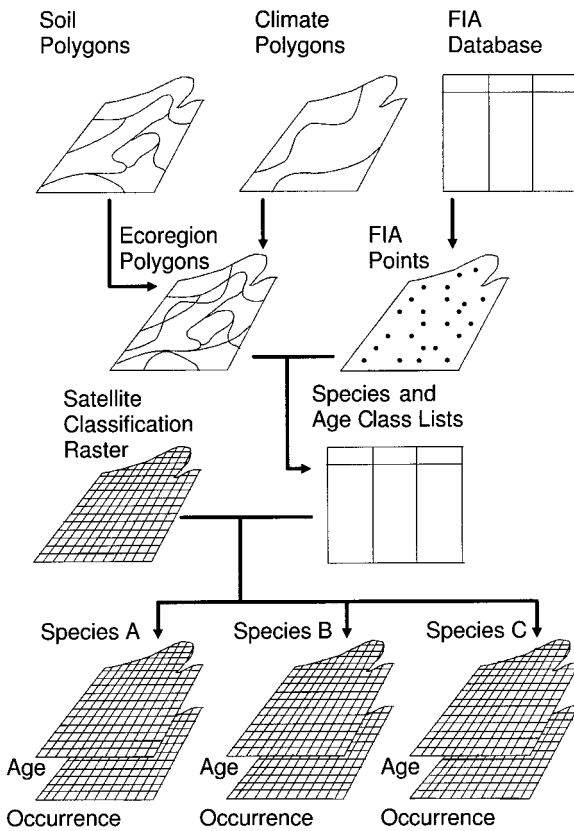 Soil
Polygons
Climate
Polygons
FIA
Database
Ecoregion
Polygons
FIA
Points
Satellite
Classification
Raster
Species and
Age Class Lists
Species A
Species B
Species C
Age
Age
Age
Occurrence
Occurrence
Occurrence